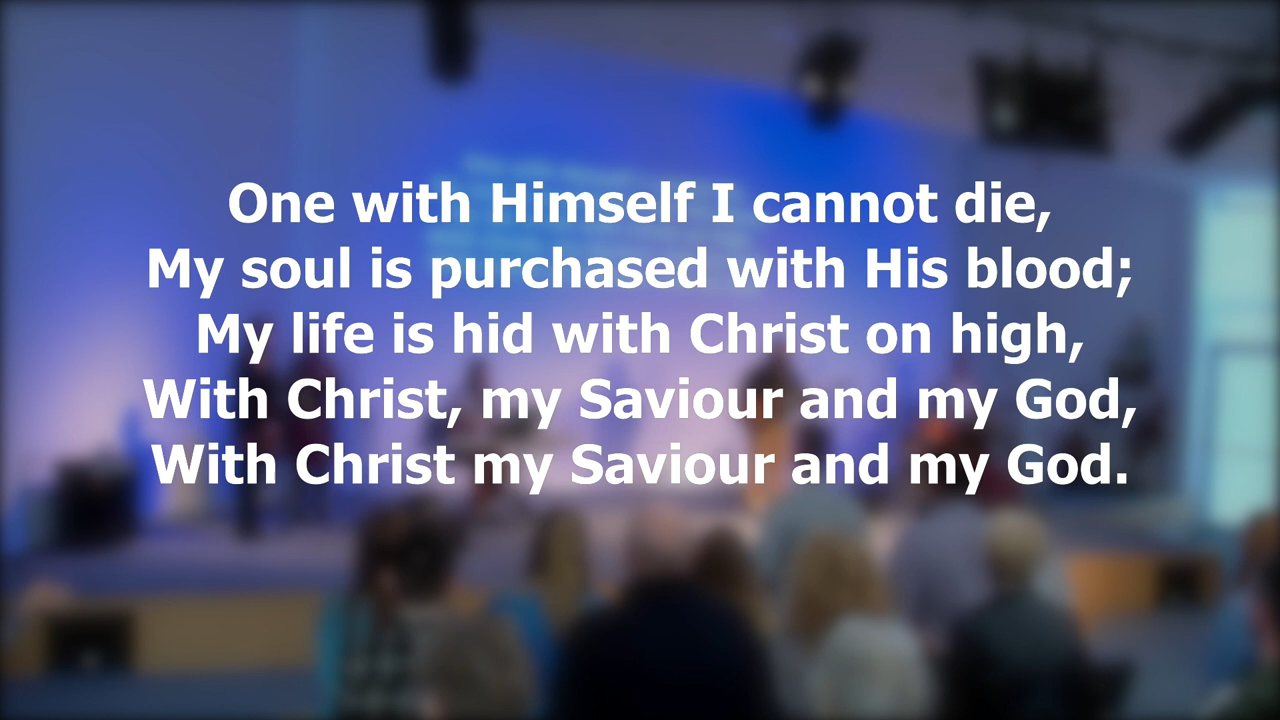 One with Himself I cannot die,
My soul is purchased with His blood;
My life is hid with Christ on high,
With Christ, my Saviour and my God,
With Christ my Saviour and my God.